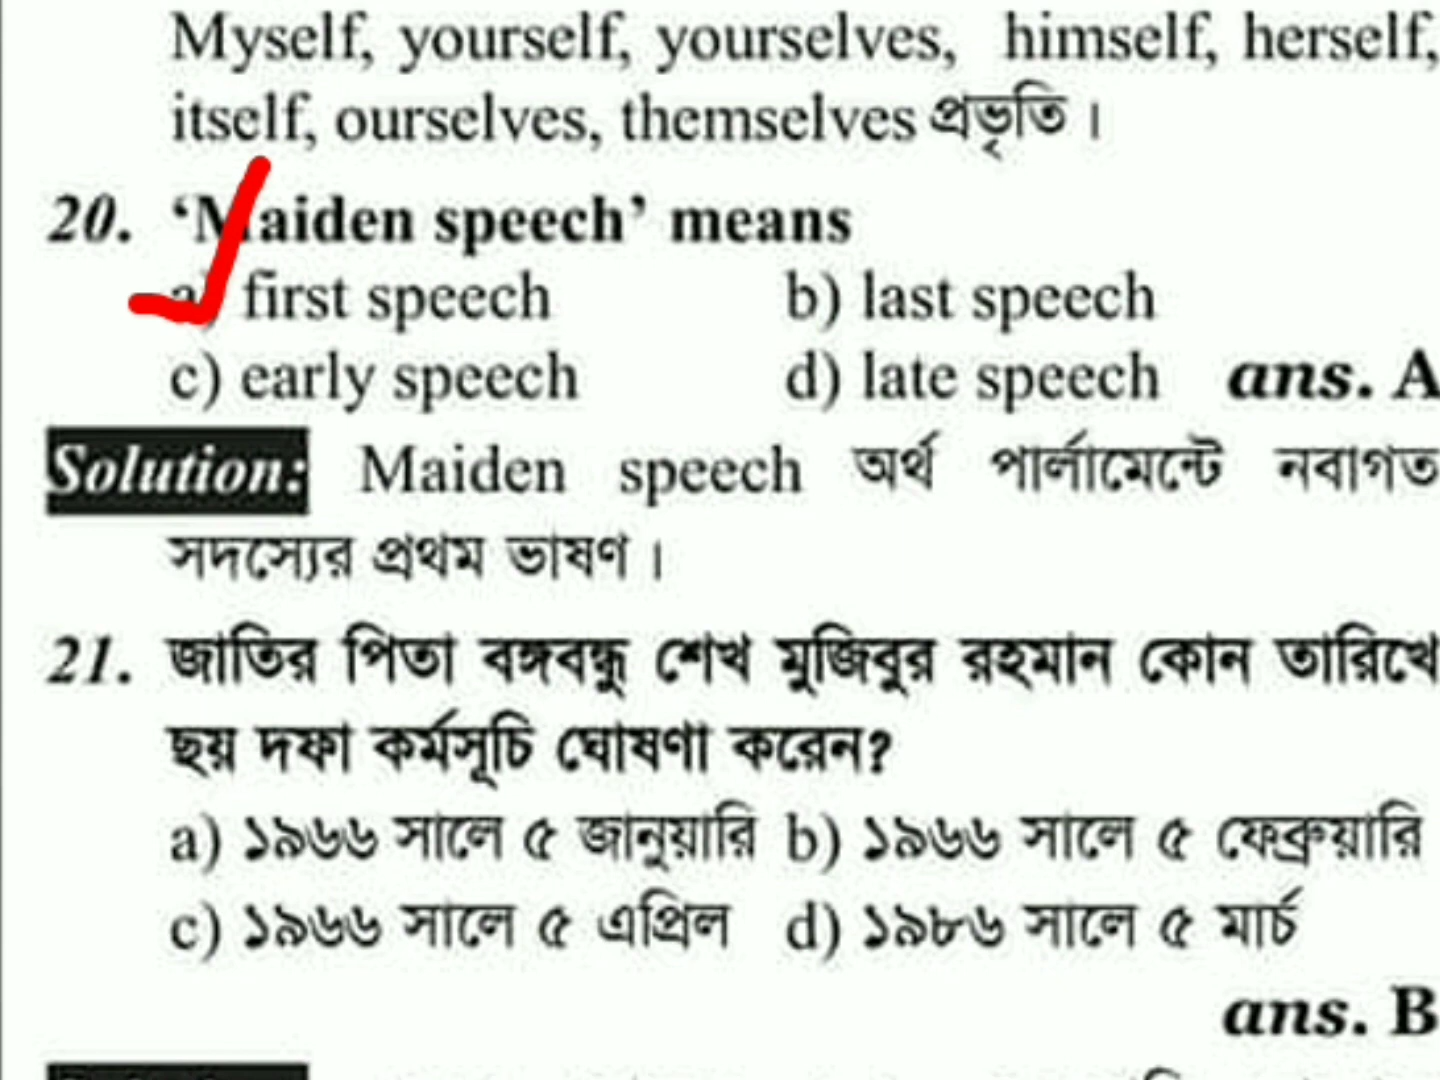 Myself, yourself, yourselves, himself, herself,
itself, ourselves, themselves প্রভৃতি।
20. ‘Maiden speech’ means
a) first speech b) last speech
c) early speech d) late speech ans. A
Solution: Maiden speech অর্থ পার্লামেন্টে নবাগত
সদস্যের প্রথম ভাষণ।
21. জাতির পিতা বঙ্গবন্ধু শেখ মুজিবুর রহমান কোন তারিখে
ছয় দফা কর্মসূচি ঘোষণা করেন?
a) ১৯৬৬ সালে ৫ জানুয়ারি b) ১৯৬৬ সালে ৫ ফেব্রুয়ারি
c) ১৯৬৬ সালে ৫ এপ্রিল d) ১৯৮৬ সালে ৫ মার্চ
ans. B